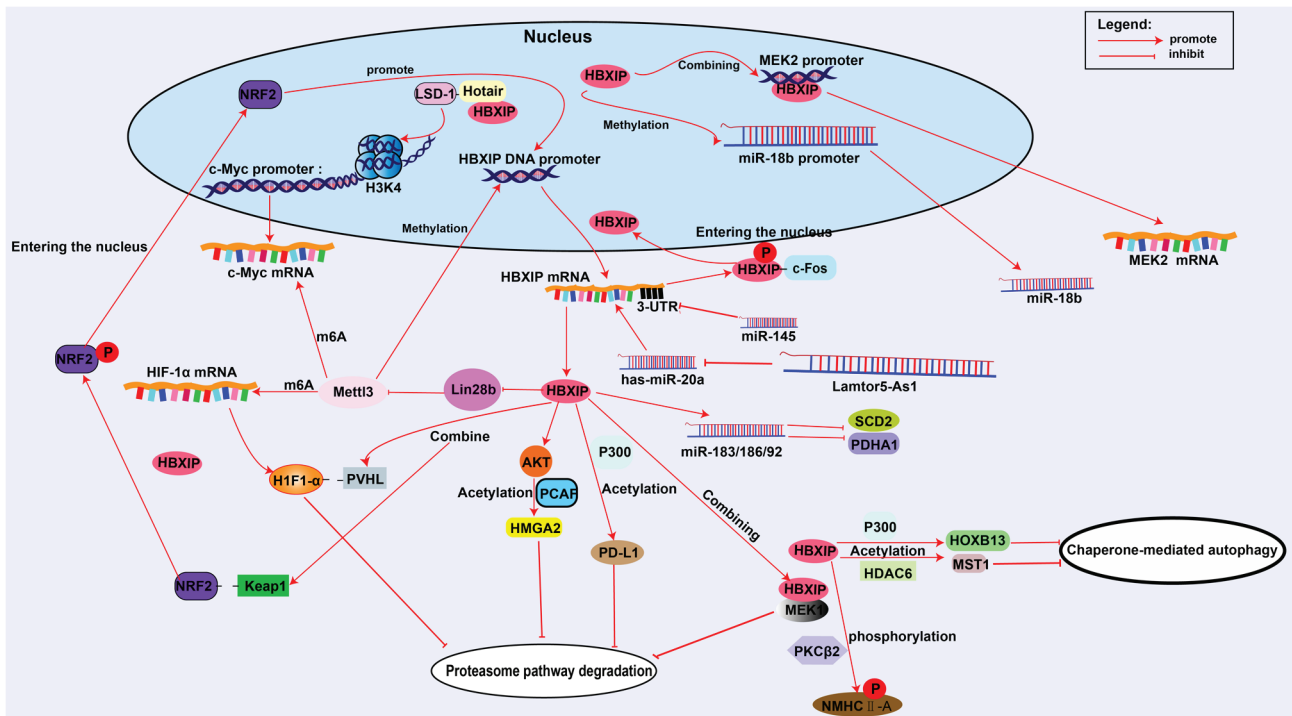 Legend:
promote
inhibit
Nucleus
NRF2
promote
LSD-1
Hotair
HBXIP
HBXIP
Combining
MEK2 promoter
HBXIP
Methylation
miR-18b promoter
c-Myc promoter :
H3K4
HBXIP DNA promoter
Entering the nucleus
Methylation
c-Myc mRNA
HBXIP
Entering the nucleus
P
HBXIP
c-Fos
MEK2 mRNA
HBXIP mRNA
3-UTR
miR-18b
miR-145
m6A
NRF2
P
HIF-1α mRNA
m6A
Mettl3
Lin28b
HBXIP
has-miR-20a
Lamtor5-As1
SCD2
PDHA1
miR-183/186/92
Combine
HBXIP
H1F1-α
PVHL
AKT
P300
Acetylation
PCAF
Acetylation
HMGA2
PD-L1
Combining
P300
HBXIP
Acetylation
HOXB13
MST1
HDAC6
Chaperone-mediated autophagy
NRF2
Keap1
HBXIP
MEK1
phosphorylation
PKCβ2
Proteasome pathway degradation
P
NMHC Ⅱ-A